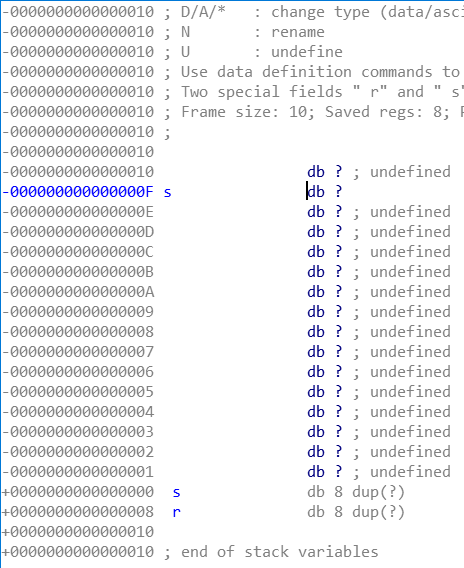 -0000000000000010 ; D/A/*   : change type (data/asci
-0000000000000010 ; N       : rename
-0000000000000010 ; U       : undefine
-0000000000000010 ; Use data definition commands to
-0000000000000010 ; Two special fields " r" and " s"
-0000000000000010 ; Frame size: 10; Saved regs: 8; P
-0000000000000010 ;
-0000000000000010
-0000000000000010                 db ? ; undefined
-000000000000000F s               db ?
-000000000000000E                 db ? ; undefined
-000000000000000D                 db ? ; undefined
-000000000000000C                 db ? ; undefined
-000000000000000B                 db ? ; undefined
-000000000000000A                 db ? ; undefined
-0000000000000009                 db ? ; undefined
-0000000000000008                 db ? ; undefined
-0000000000000007                 db ? ; undefined
-0000000000000006                 db ? ; undefined
-0000000000000005                 db ? ; undefined
-0000000000000004                 db ? ; undefined
-0000000000000003                 db ? ; undefined
-0000000000000002                 db ? ; undefined
-0000000000000001                 db ? ; undefined
+0000000000000000  s              db 8 dup(?)
+0000000000000008  r              db 8 dup(?)
+0000000000000010
+0000000000000010 ; end of stack variables